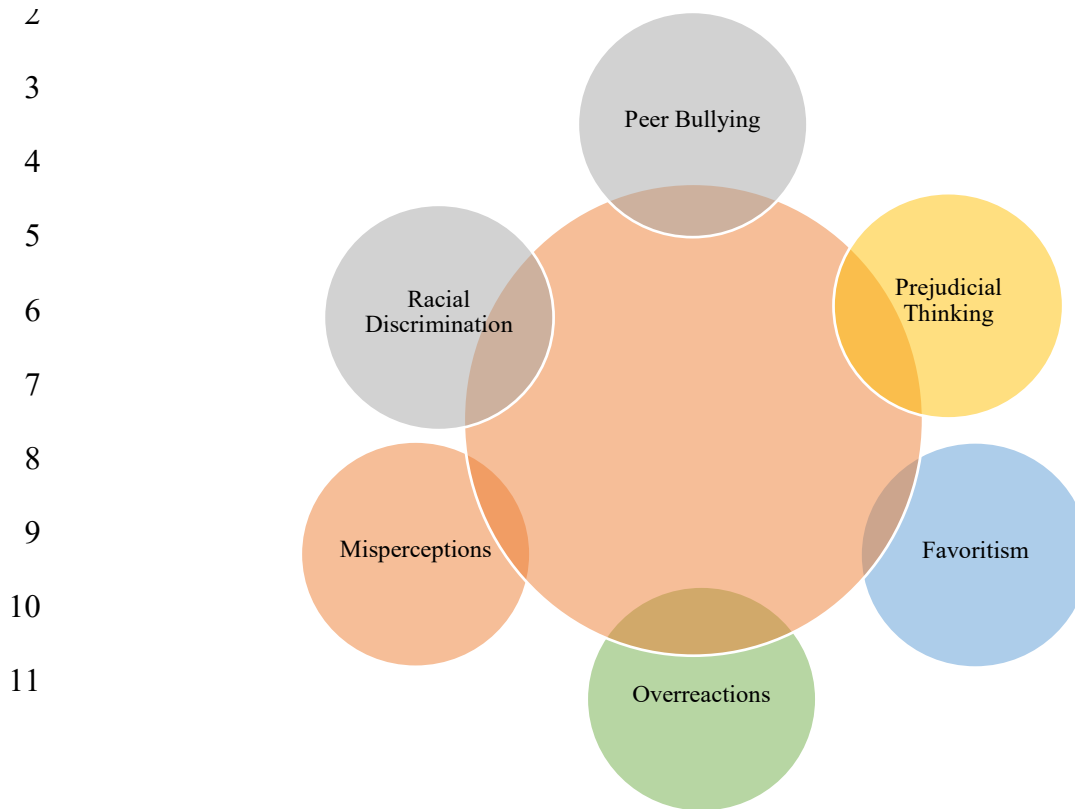 2
3
Peer Bullying
4
5
Prejudicial
Thinking
Racial
Discrimination
6
7
8
9
Misperceptions
Favoritism
10
11
Overreactions